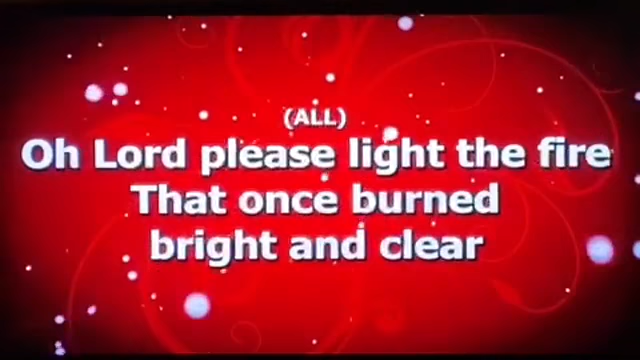 (ALL)
Oh Lord please light the fire
That once burned
bright and clear